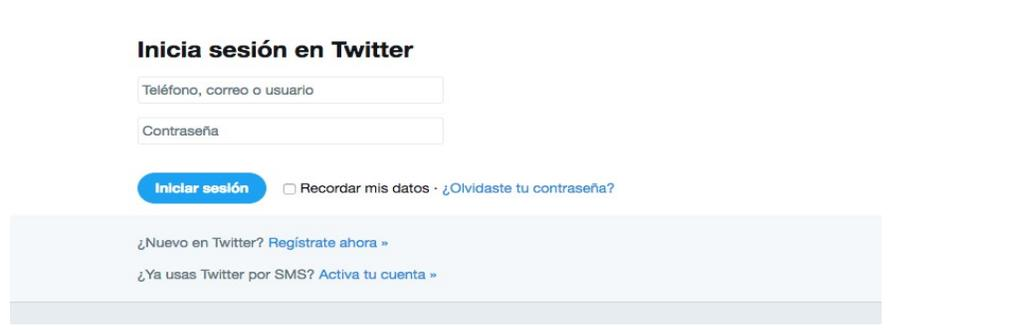 Inicia sesión en Twitter
Teléfono, correo o usuario
Contraseña
Iniciar sesión Recordar mis datos · ¿Olvidaste tu contraseña?
¿Nuevo en Twitter? Regístrate ahora »
¿Ya usas Twitter por SMS? Activa tu cuenta »